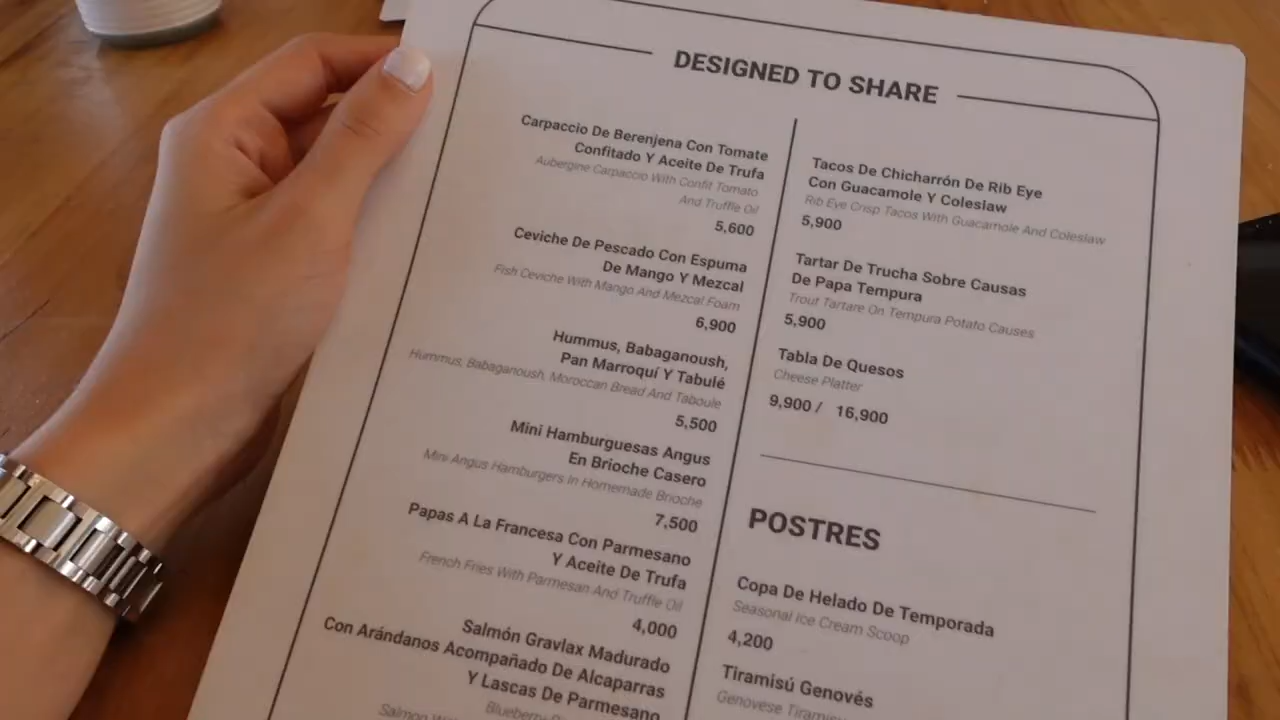 DESIGNED TO SHARE
Carpaccio De Berenjena Con Tomate
Confitado Y Aceite De Trufa
Aubergine Carpaccio With Confit Tomato
And Truffle Oil
5,600
Ceviche De Pescado Con Espuma
De Mango Y Mezcal
Fish Ceviche With Mango And Mezcal Foam
6,900
Hummus, Babaganoush,
Pan Marroquí Y Tabulé
Hummus, Babaganoush, Moroccan Bread And Taboule
5,500
Mini Hamburguesas Angus
En Brioche Casero
Mini Angus Hamburgers In Homemade Brioche
7,500
Papas A La Francesa Con Parmesano
Y Aceite De Trufa
French Fries With Parmesan And Truffle Oil
4,000
Salmón Gravlax Madurado
Con Arándanos Acompañado De Alcaparras
Y Lascas De Parmesano
Blueberry
Salmon
Tacos De Chicharrón De Rib Eye
Con Guacamole Y Coleslaw
Rib Eye Crisp Tacos With Guacamole And Coleslaw
5,900
Tartar De Trucha Sobre Causas
De Papa Tempura
Trout Tartare On Tempura Potato Causes
5,900
Tabla De Quesos
Cheese Platter
9,900 / 16,900
POSTRES
Copa De Helado De Temporada
Seasonal Ice Cream Scoop
4,200
Tiramisú Genovés
Genovese